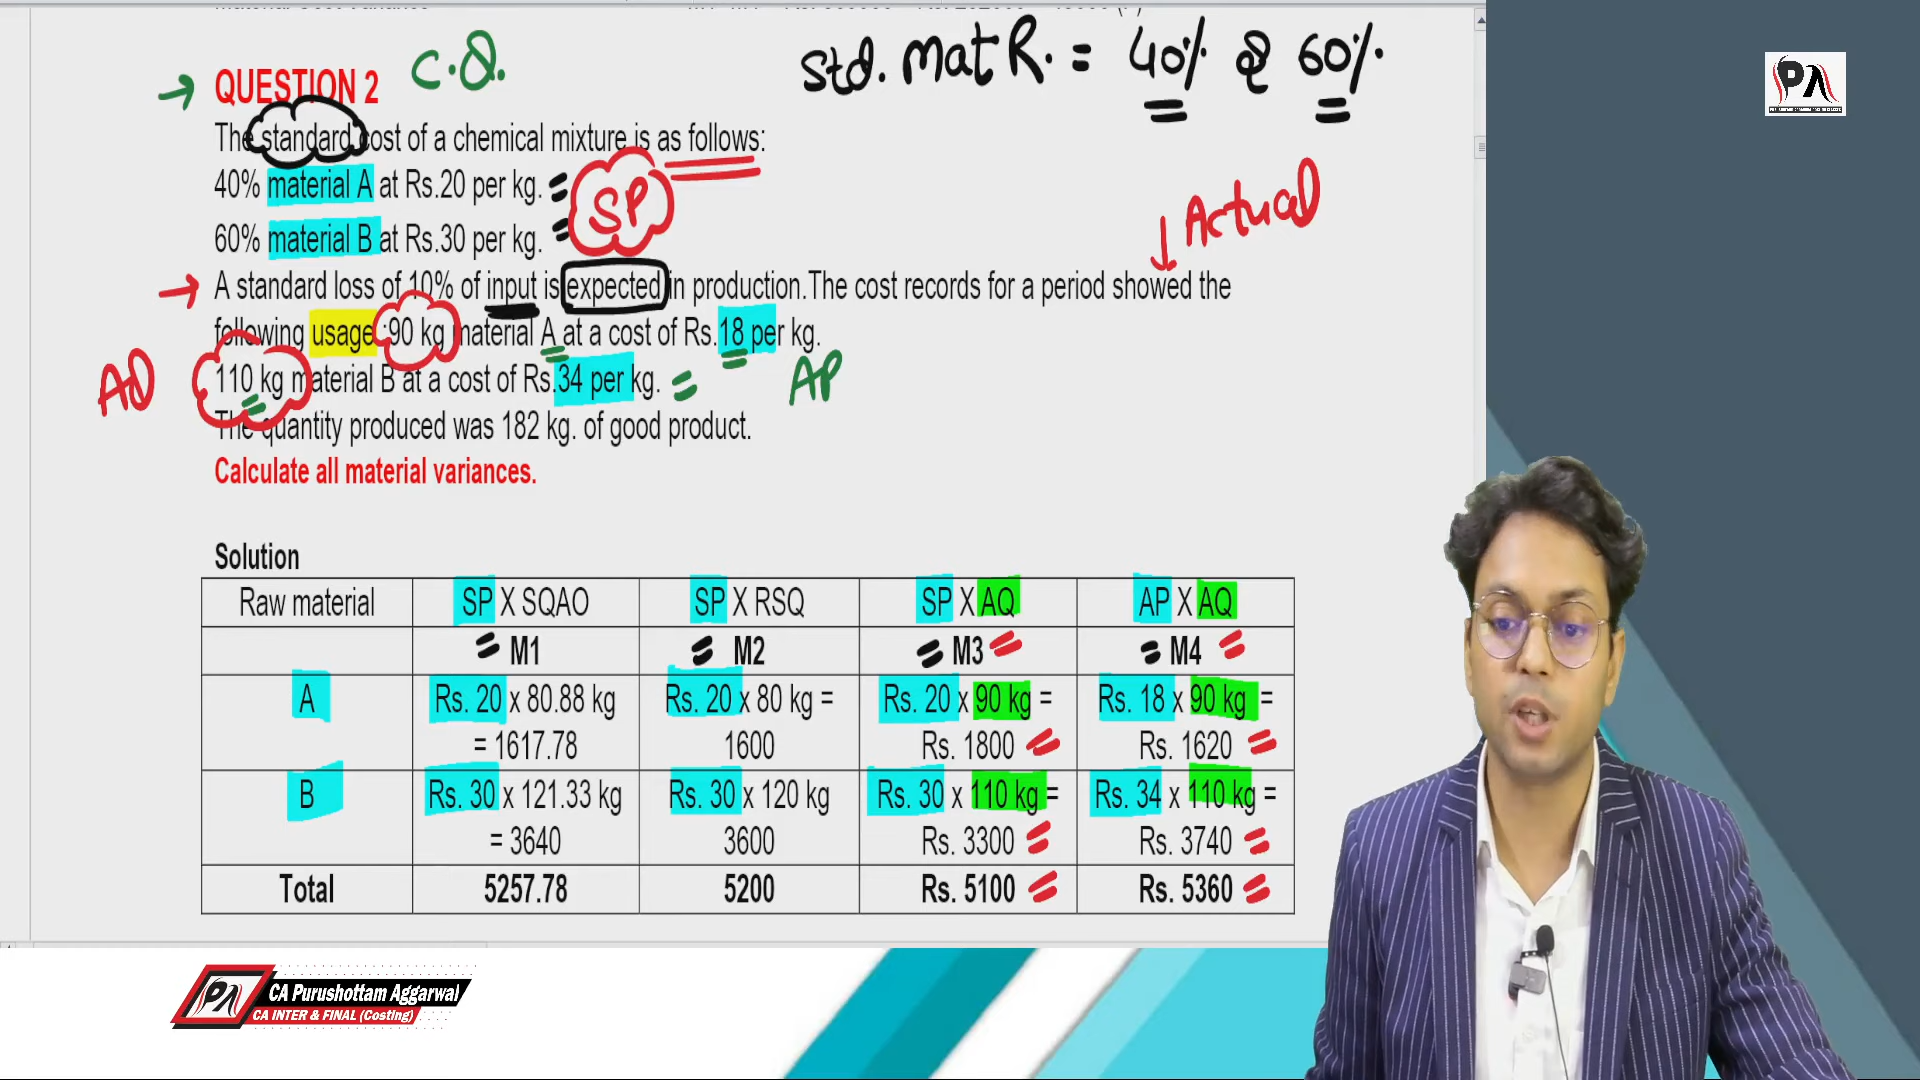 std. Mat R. = 40% & 60%
→ QUESTION 2 C.Q.
The standard cost of a chemical mixture is as follows:
40% material A at Rs.20 per kg. =
SP
60% material B at Rs.30 per kg. =
↓ Actual
→ A standard loss of 10% of input is expected in production.The cost records for a period showed the
following usage :90 kg material A at a cost of Rs.18 per kg.
AQ 110 kg material B at a cost of Rs.34 per kg. = AP
The quantity produced was 182 kg. of good product.
Calculate all material variances.
Solution
Raw material SP X SQAO SP X RSQ SP X AQ AP X AQ
= M1 = M2 = M3 = = M4 =
A Rs. 20 x 80.88 kg Rs. 20 x 80 kg = Rs. 20 x 90 kg = Rs. 18 x 90 kg =
= 1617.78 1600 Rs. 1800 = Rs. 1620 =
B Rs. 30 x 121.33 kg Rs. 30 x 120 kg Rs. 30 x 110 kg = Rs. 34 x 110 kg =
= 3640 3600 Rs. 3300 = Rs. 3740 =
Total 5257.78 5200 Rs. 5100 = Rs. 5360 =
PA CA Purushottam Aggarwal
CA INTER & FINAL (Costing)
PA